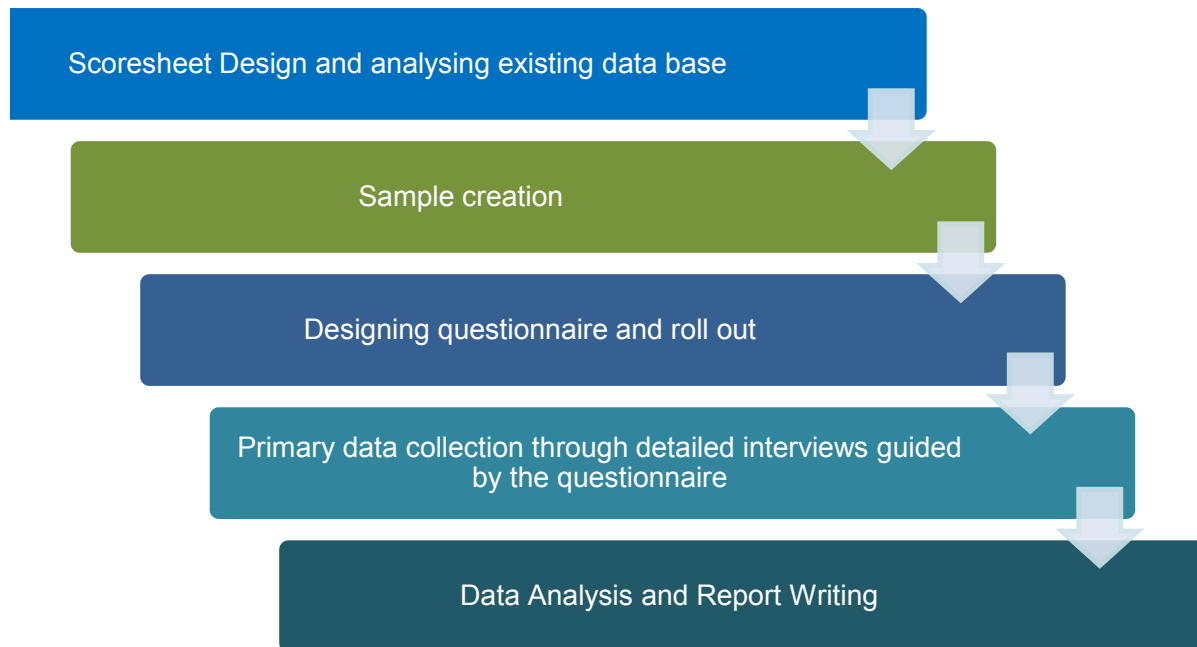 Scoresheet Design and analysing existing data base
Sample creation
Designing questionnaire and roll out
Primary data collection through detailed interviews guided
by the questionnaire
Data Analysis and Report Writing